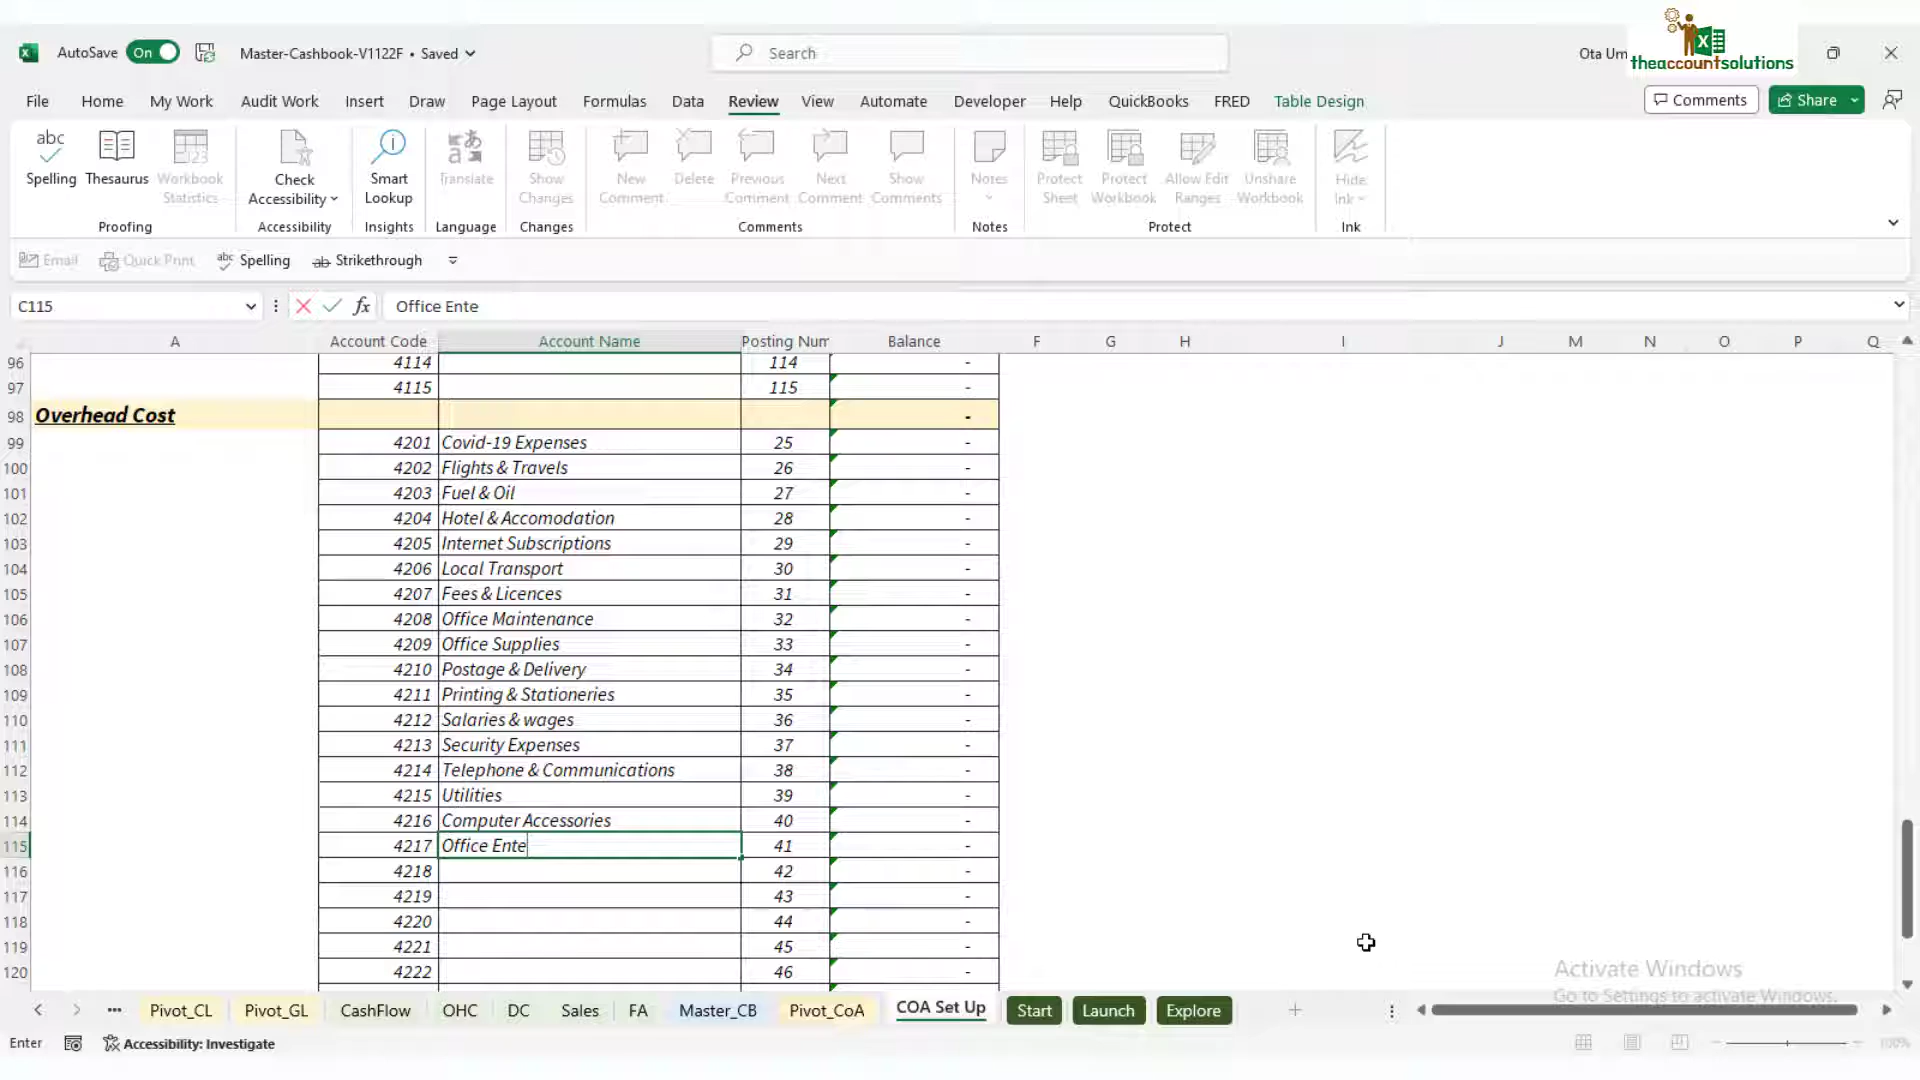 theaccountsolutions
AutoSave On Master-Cashbook-V1122F • Saved Search Ota Um
File Home My Work Audit Work Insert Draw Page Layout Formulas Data Review View Automate Developer Help QuickBooks FRED Table Design Comments Share
Spelling Thesaurus Workbook Statistics Check Accessibility Smart Lookup Translate Show Changes New Comment Delete Previous Comment Next Comment Show Comments Notes Protect Sheet Protect Workbook Allow Edit Ranges Unshare Workbook Hide Ink
Proofing Accessibility Insights Language Changes Comments Notes Protect Ink
Email Quick Print Spelling Strikethrough
C115 fx Office Ente
A Account Code Account Name Posting Num Balance F G H I J M N O P Q
96 4114 114 -
97 4115 115 -
98 Overhead Cost -
99 4201 Covid-19 Expenses 25 -
100 4202 Flights & Travels 26 -
101 4203 Fuel & Oil 27 -
102 4204 Hotel & Accomodation 28 -
103 4205 Internet Subscriptions 29 -
104 4206 Local Transport 30 -
105 4207 Fees & Licences 31 -
106 4208 Office Maintenance 32 -
107 4209 Office Supplies 33 -
108 4210 Postage & Delivery 34 -
109 4211 Printing & Stationeries 35 -
110 4212 Salaries & wages 36 -
111 4213 Security Expenses 37 -
112 4214 Telephone & Communications 38 -
113 4215 Utilities 39 -
114 4216 Computer Accessories 40 -
115 4217 Office Ente 41 -
116 4218 42 -
117 4219 43 -
118 4220 44 -
119 4221 45 -
120 4222 46 -
Activate Windows
Go to Settings to activate Windows.
Pivot_CL Pivot_GL CashFlow OHC DC Sales FA Master_CB Pivot_CoA COA Set Up Start Launch Explore
Enter Accessibility: Investigate 100%